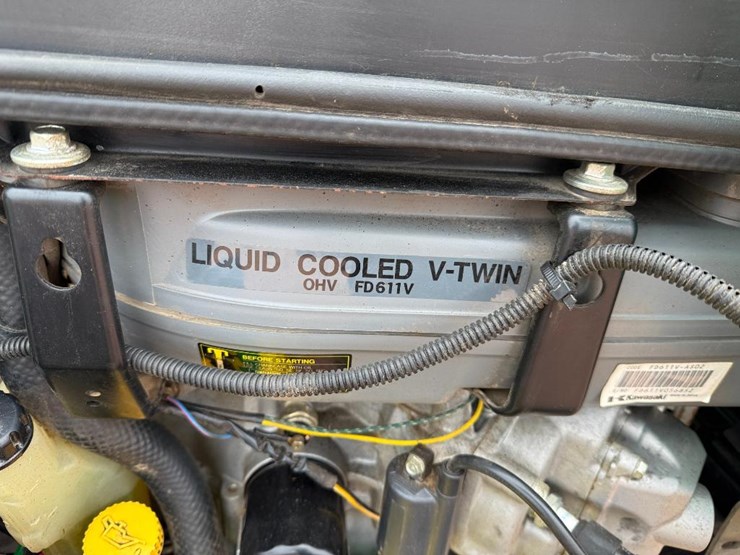 LIQUID COOLED V-TWIN
OHV FD611V
BEFORE STARTING
Kawasaki